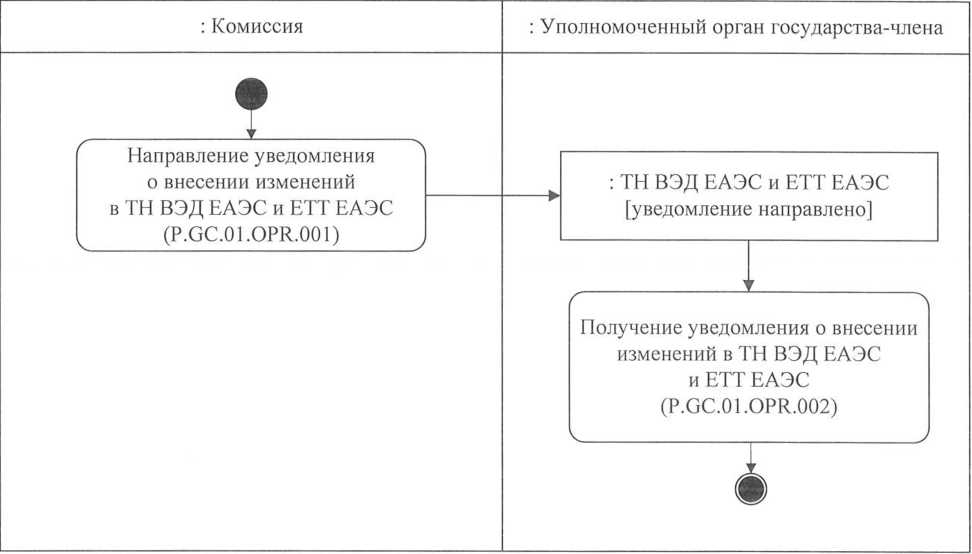 : Комиссия
: Уполномоченный орган государства-члена
Направление уведомления
о внесении изменений
в ТН ВЭД ЕАЭС и ЕТТ ЕАЭС
(P.GC.01.OPR.001)
: ТН ВЭД ЕАЭС и ЕТТ ЕАЭС
[уведомление направлено]
Получение уведомления о внесении
изменений в ТН ВЭД ЕАЭС
и ЕТТ ЕАЭС
(P.GC.01.OPR.002)